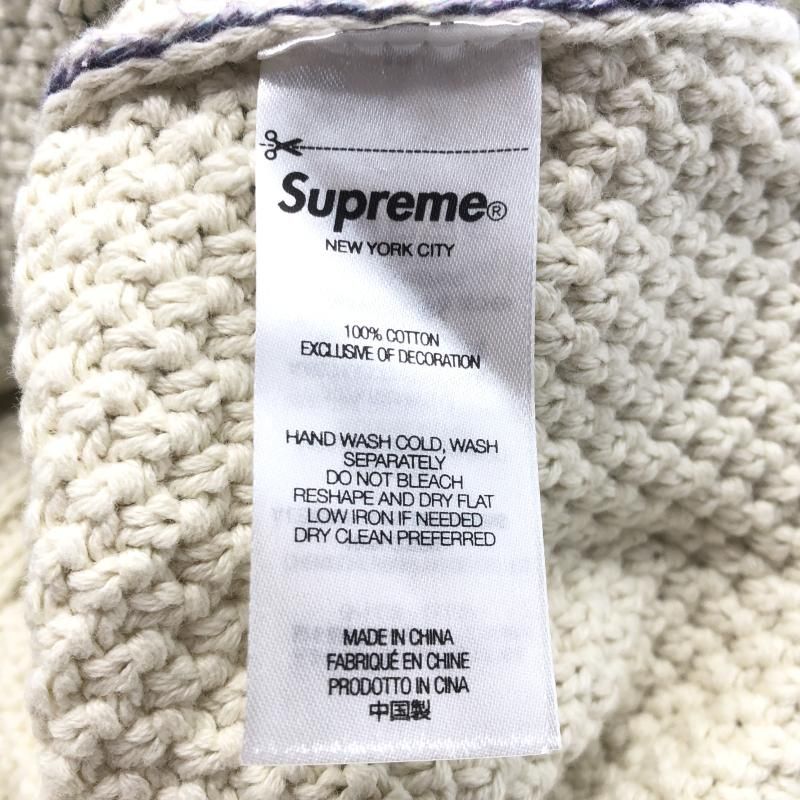 Supreme®
NEW YORK CITY
100% COTTON
EXCLUSIVE OF DECORATION
HAND WASH COLD, WASH
SEPARATELY
DO NOT BLEACH
RESHAPE AND DRY FLAT
LOW IRON IF NEEDED
DRY CLEAN PREFERRED
MADE IN CHINA
FABRIQUÉ EN CHINE
PRODOTTO IN CINA
中国製